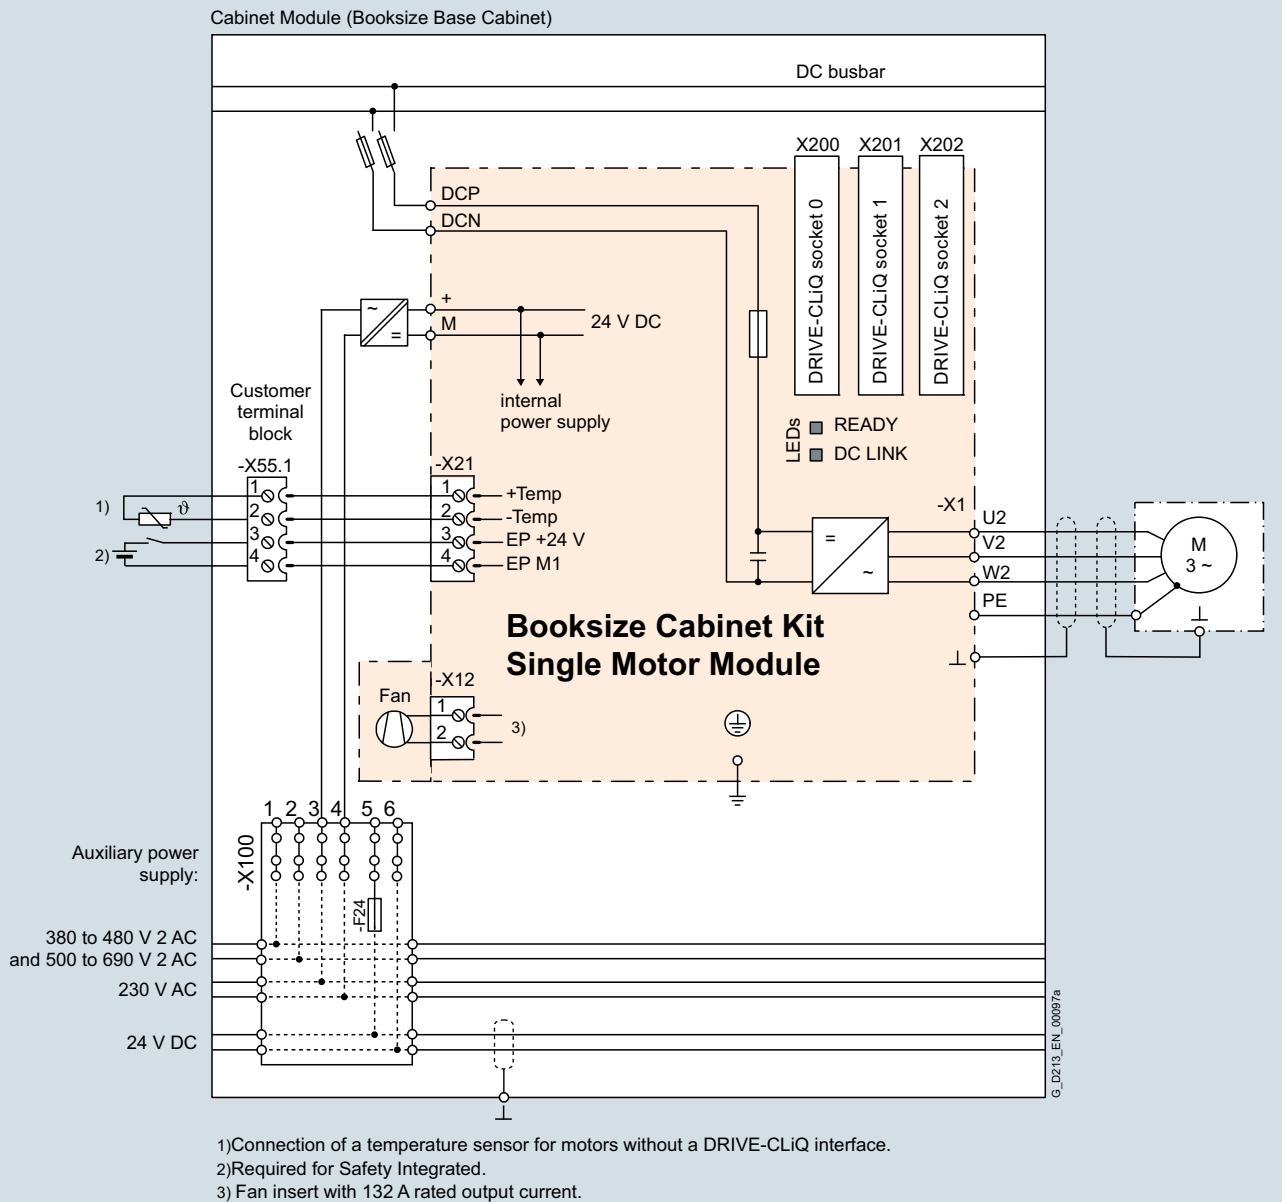 Cabinet Module (Booksize Base Cabinet)
DC busbar
X200 X201 X202
DRIVE-CLiQ socket 0
DRIVE-CLiQ socket 1
DRIVE-CLiQ socket 2
DCP
DCN
+
M
~
=
24 V DC
internal
power supply
LEDs
READY
DC LINK
Customer
terminal
block
-X55.1
1
2
3
4
1)
ϑ
2)
-X21
1 +Temp
2 -Temp
3 EP +24 V
4 EP M1
=
~
-X1
U2
V2
W2
PE
M
3 ~
Booksize Cabinet Kit
Single Motor Module
Fan
-X12
1
2
3)
1 2 3 4 5 6
-X100
-F24
Auxiliary power
supply:
380 to 480 V 2 AC
and 500 to 690 V 2 AC
230 V AC
24 V DC
G_D213_EN_00097a
1)Connection of a temperature sensor for motors without a DRIVE-CLiQ interface.
2)Required for Safety Integrated.
3) Fan insert with 132 A rated output current.